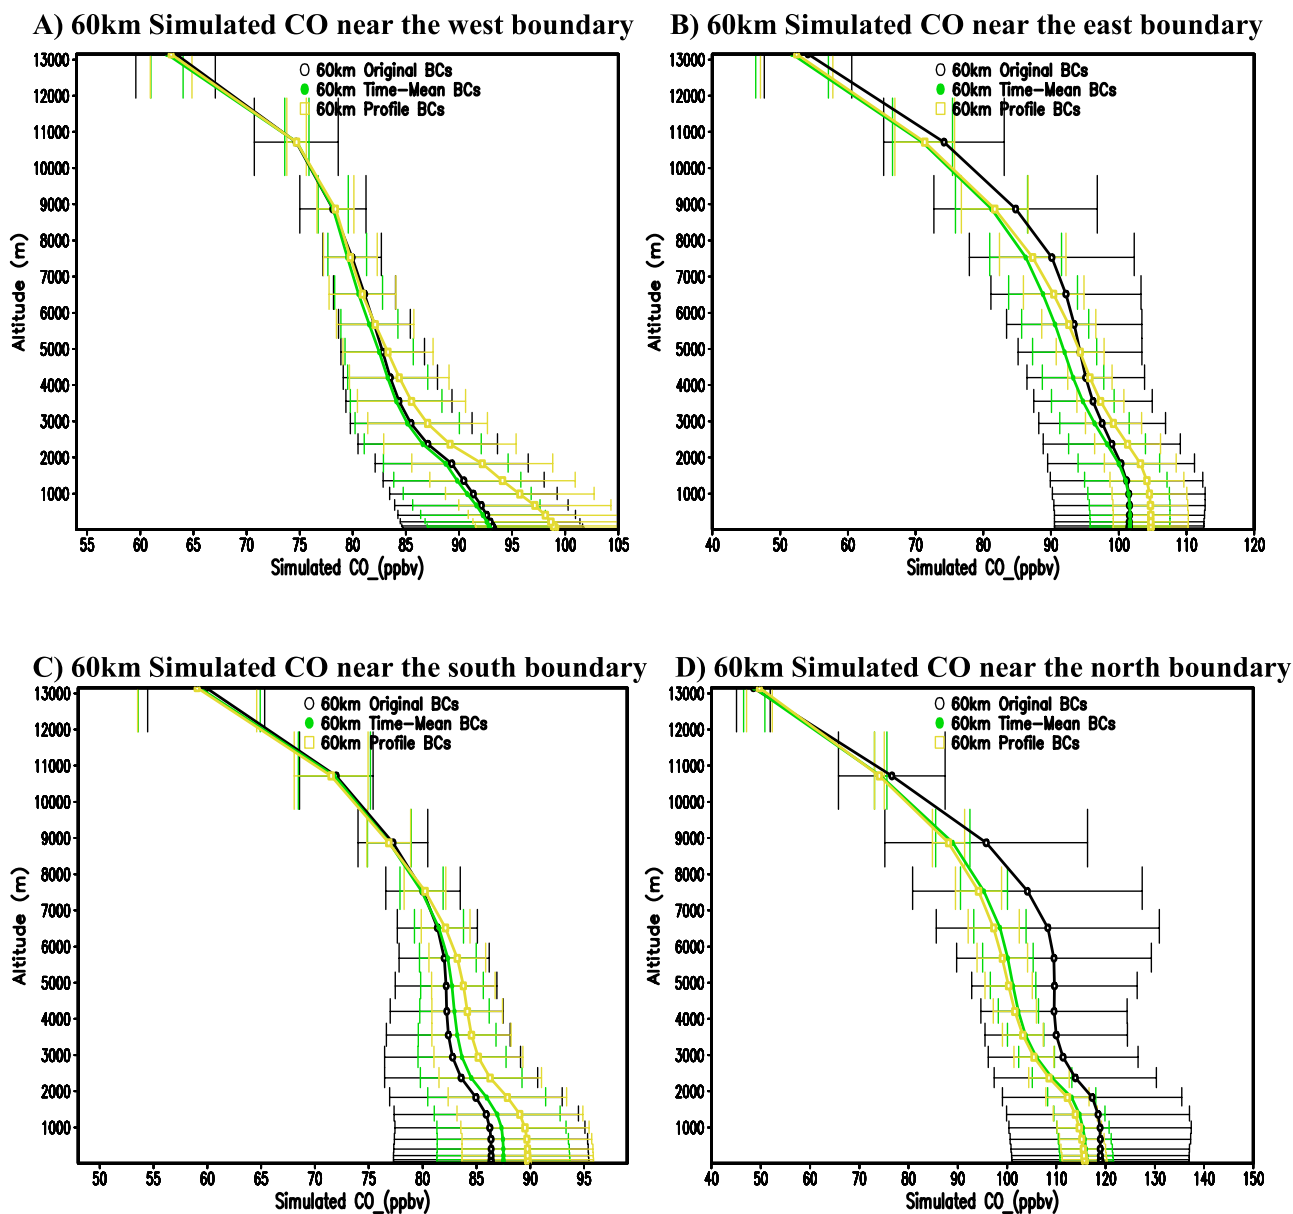 A) 60km Simulated CO near the west boundary
13000
12000
11000
10000
9000
8000
7000
6000
5000
4000
3000
2000
1000
Altitude (m)
60km Original BCs
60km Time-Mean BCs
60km Profile BCs
55 60 65 70 75 80 85 90 95 100 105
Simulated CO_(ppbv)
B) 60km Simulated CO near the east boundary
13000
12000
11000
10000
9000
8000
7000
6000
5000
4000
3000
2000
1000
Altitude (m)
60km Original BCs
60km Time-Mean BCs
60km Profile BCs
40 50 60 70 80 90 100 110 120
Simulated CO_(ppbv)
C) 60km Simulated CO near the south boundary
13000
12000
11000
10000
9000
8000
7000
6000
5000
4000
3000
2000
1000
Altitude (m)
60km Original BCs
60km Time-Mean BCs
60km Profile BCs
50 55 60 65 70 75 80 85 90 95
Simulated CO_(ppbv)
D) 60km Simulated CO near the north boundary
13000
12000
11000
10000
9000
8000
7000
6000
5000
4000
3000
2000
1000
Altitude (m)
60km Original BCs
60km Time-Mean BCs
60km Profile BCs
40 50 60 70 80 90 100 110 120 130 140 150
Simulated CO_(ppbv)